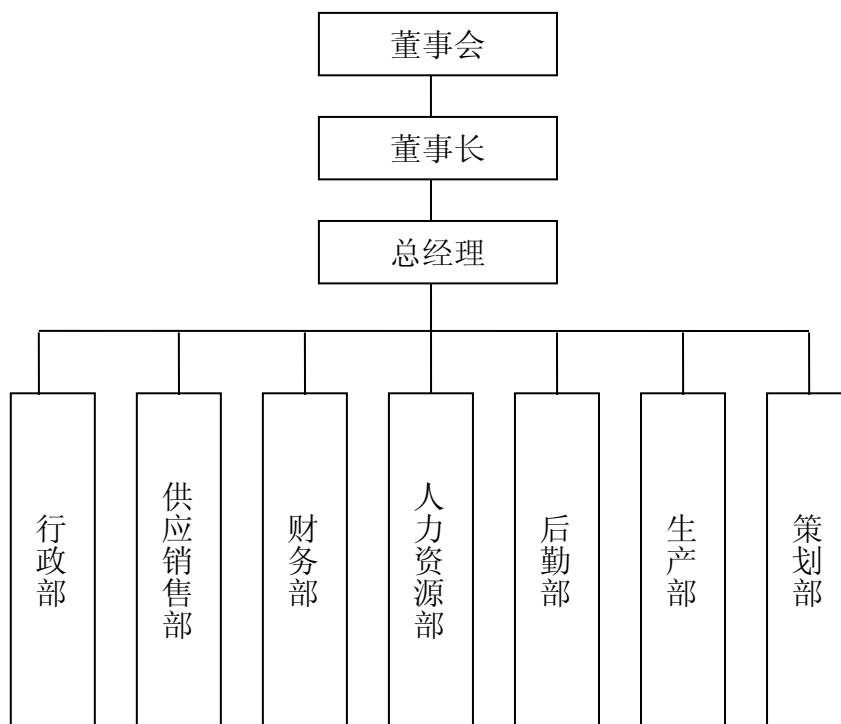 董事会
董事长
总经理
行政部
供应销售部
财务部
人力资源部
后勤部
生产部
策划部